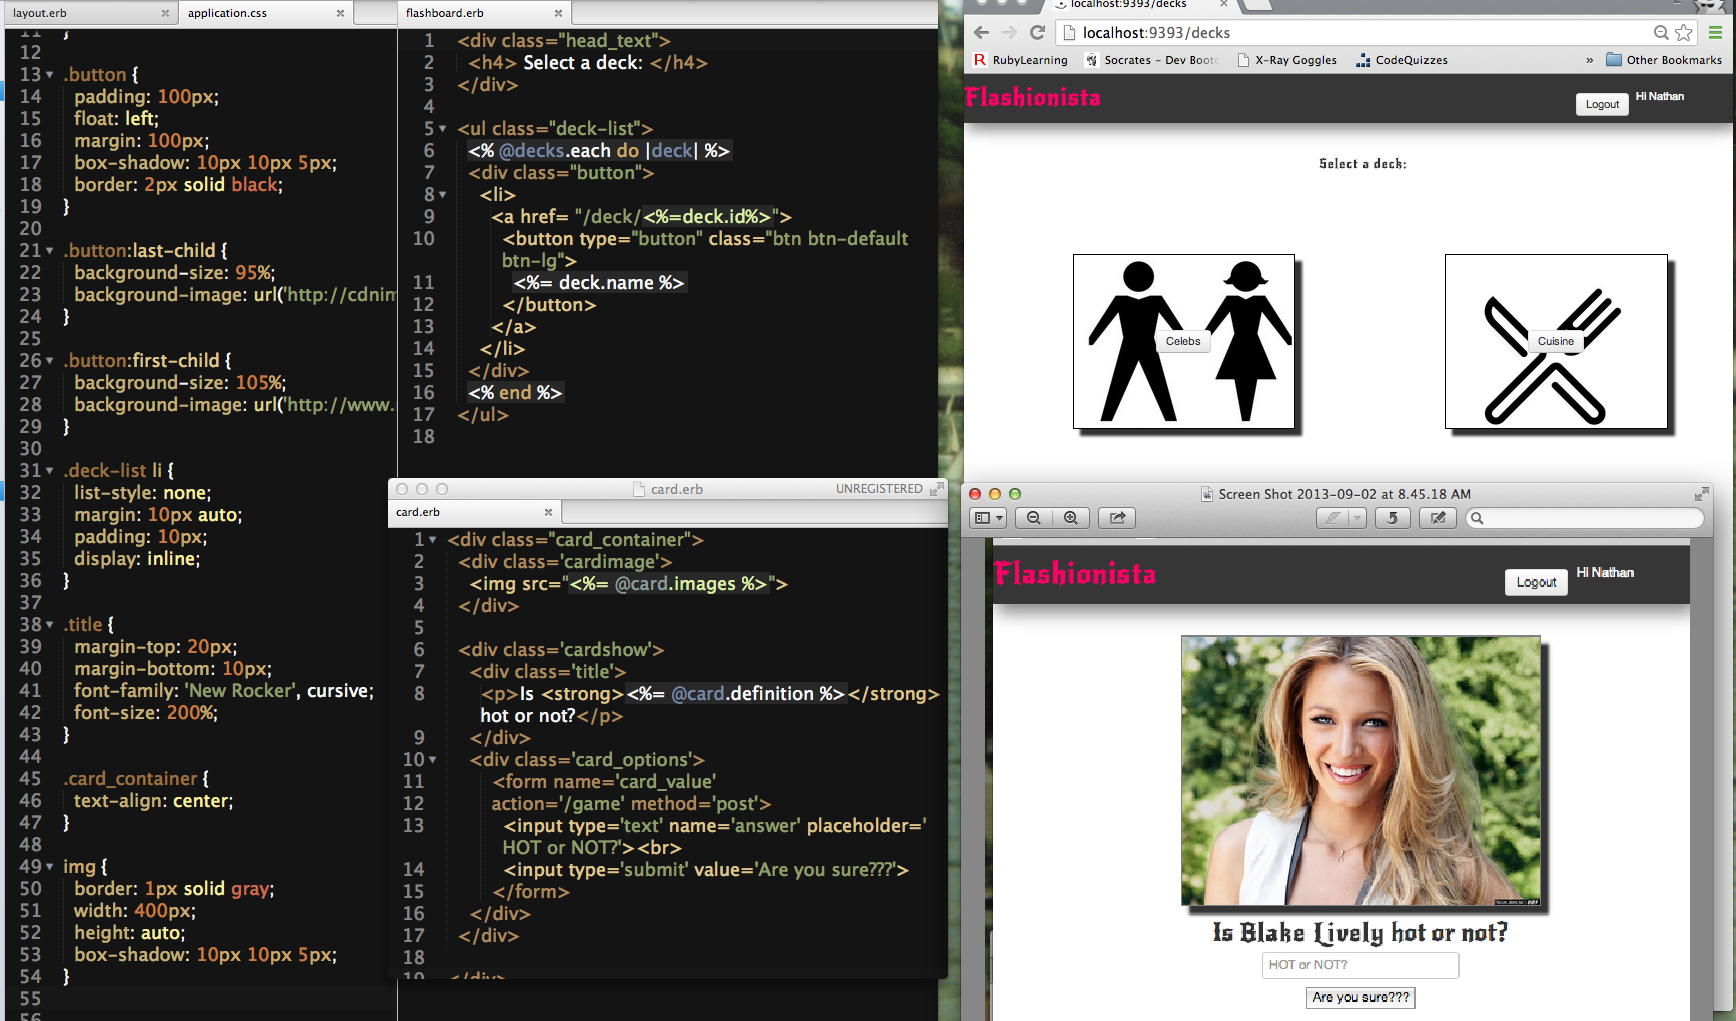 layout.erb × application.css ×
11 }
12
13 .button {
14 padding: 100px;
15 float: left;
16 margin: 100px;
17 box-shadow: 10px 10px 5px;
18 border: 2px solid black;
19 }
20
21 .button:last-child {
22 background-size: 95%;
23 background-image: url('http://cdnim
24 }
25
26 .button:first-child {
27 background-size: 105%;
28 background-image: url('http://www.
29 }
30
31 .deck-list li {
32 list-style: none;
33 margin: 10px auto;
34 padding: 10px;
35 display: inline;
36 }
37
38 .title {
39 margin-top: 20px;
40 margin-bottom: 10px;
41 font-family: 'New Rocker', cursive;
42 font-size: 200%;
43 }
44
45 .card_container {
46 text-align: center;
47 }
48
49 img {
50 border: 1px solid gray;
51 width: 400px;
52 height: auto;
53 box-shadow: 10px 10px 5px;
54 }
55
56
flashboard.erb ×
1 <div class="head_text">
2 <h4> Select a deck: </h4>
3 </div>
4
5 <ul class="deck-list">
6 <% @decks.each do |deck| %>
7 <div class="button">
8 <li>
9 <a href= "/deck/<%=deck.id%>">
10 <button type="button" class="btn btn-default
btn-lg">
11 <%= deck.name %>
12 </button>
13 </a>
14 </li>
15 </div>
16 <% end %>
17 </ul>
18
card.erb UNREGISTERED
card.erb ×
1 <div class="card_container">
2 <div class='cardimage'>
3 <img src="<%= @card.images %>">
4 </div>
5
6 <div class='cardshow'>
7 <div class='title'>
8 <p>Is <strong><%= @card.definition %></strong>
hot or not?</p>
9 </div>
10 <div class='card_options'>
11 <form name='card_value'
12 action='/game' method='post'>
13 <input type='text' name='answer' placeholder='
HOT or NOT?'><br>
14 <input type='submit' value='Are you sure???'>
15 </form>
16 </div>
17 </div>
18
19 </div>
localhost:9393/decks ×
localhost:9393/decks
R RubyLearning Socrates - Dev Boot X-Ray Goggles CodeQuizzes » Other Bookmarks
Flashionista Logout Hi Nathan
Select a deck:
Celebs Cuisine
Screen Shot 2013-09-02 at 8.45.18 AM
Flashionista Logout Hi Nathan
Is Blake Lively hot or not?
HOT or NOT?
Are you sure???